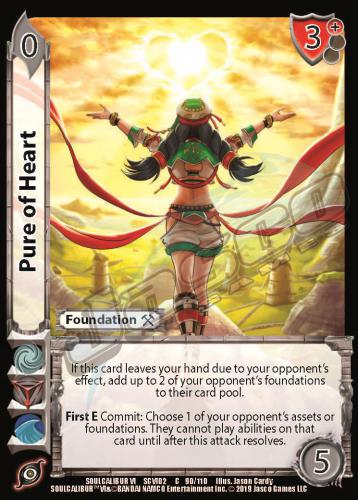 0
3 +
Pure of Heart
Foundation
If this card leaves your hand due to your opponent's
effect, add up to 2 of your opponent's foundations
to their card pool.
First E Commit: Choose 1 of your opponent's assets or
foundations. They cannot play abilities on that
card until after this attack resolves.
5
SOULCALIBUR VI SCVI02 C 90/110 Illus. Jason Cardy
SOULCALIBUR™VI&©BANDAI NAMCO Entertainment Inc. ©2019 Jasco Games LLC